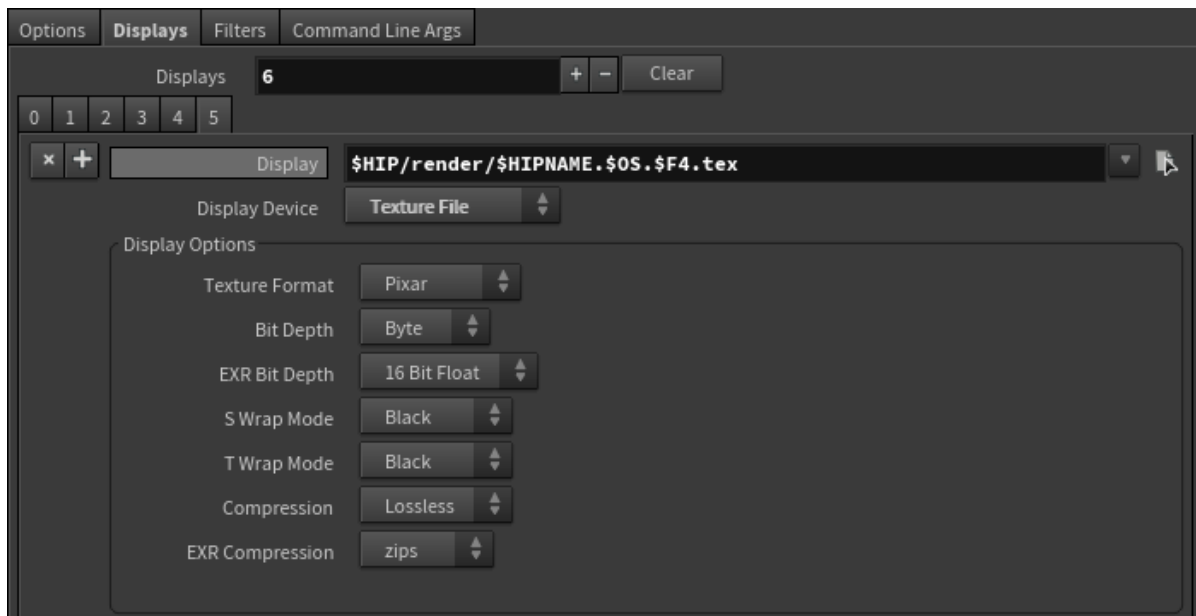 Options Displays Filters Command Line Args
Displays 6 + − Clear
0 1 2 3 4 5
× + Display $HIP/render/$HIPNAME.$OS.$F4.tex
Display Device Texture File
Display Options
Texture Format Pixar
Bit Depth Byte
EXR Bit Depth 16 Bit Float
S Wrap Mode Black
T Wrap Mode Black
Compression Lossless
EXR Compression zips